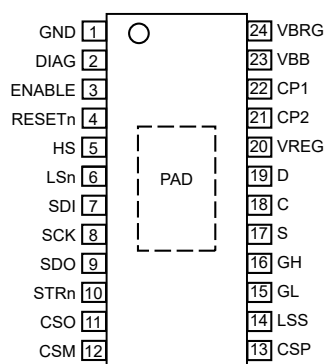 GND 1 24 VBRG
DIAG 2 23 VBB
ENABLE 3 22 CP1
RESETn 4 21 CP2
HS 5 20 VREG
LSn 6 PAD 19 D
SDI 7 18 C
SCK 8 17 S
SDO 9 16 GH
STRn 10 15 GL
CSO 11 14 LSS
CSM 12 13 CSP